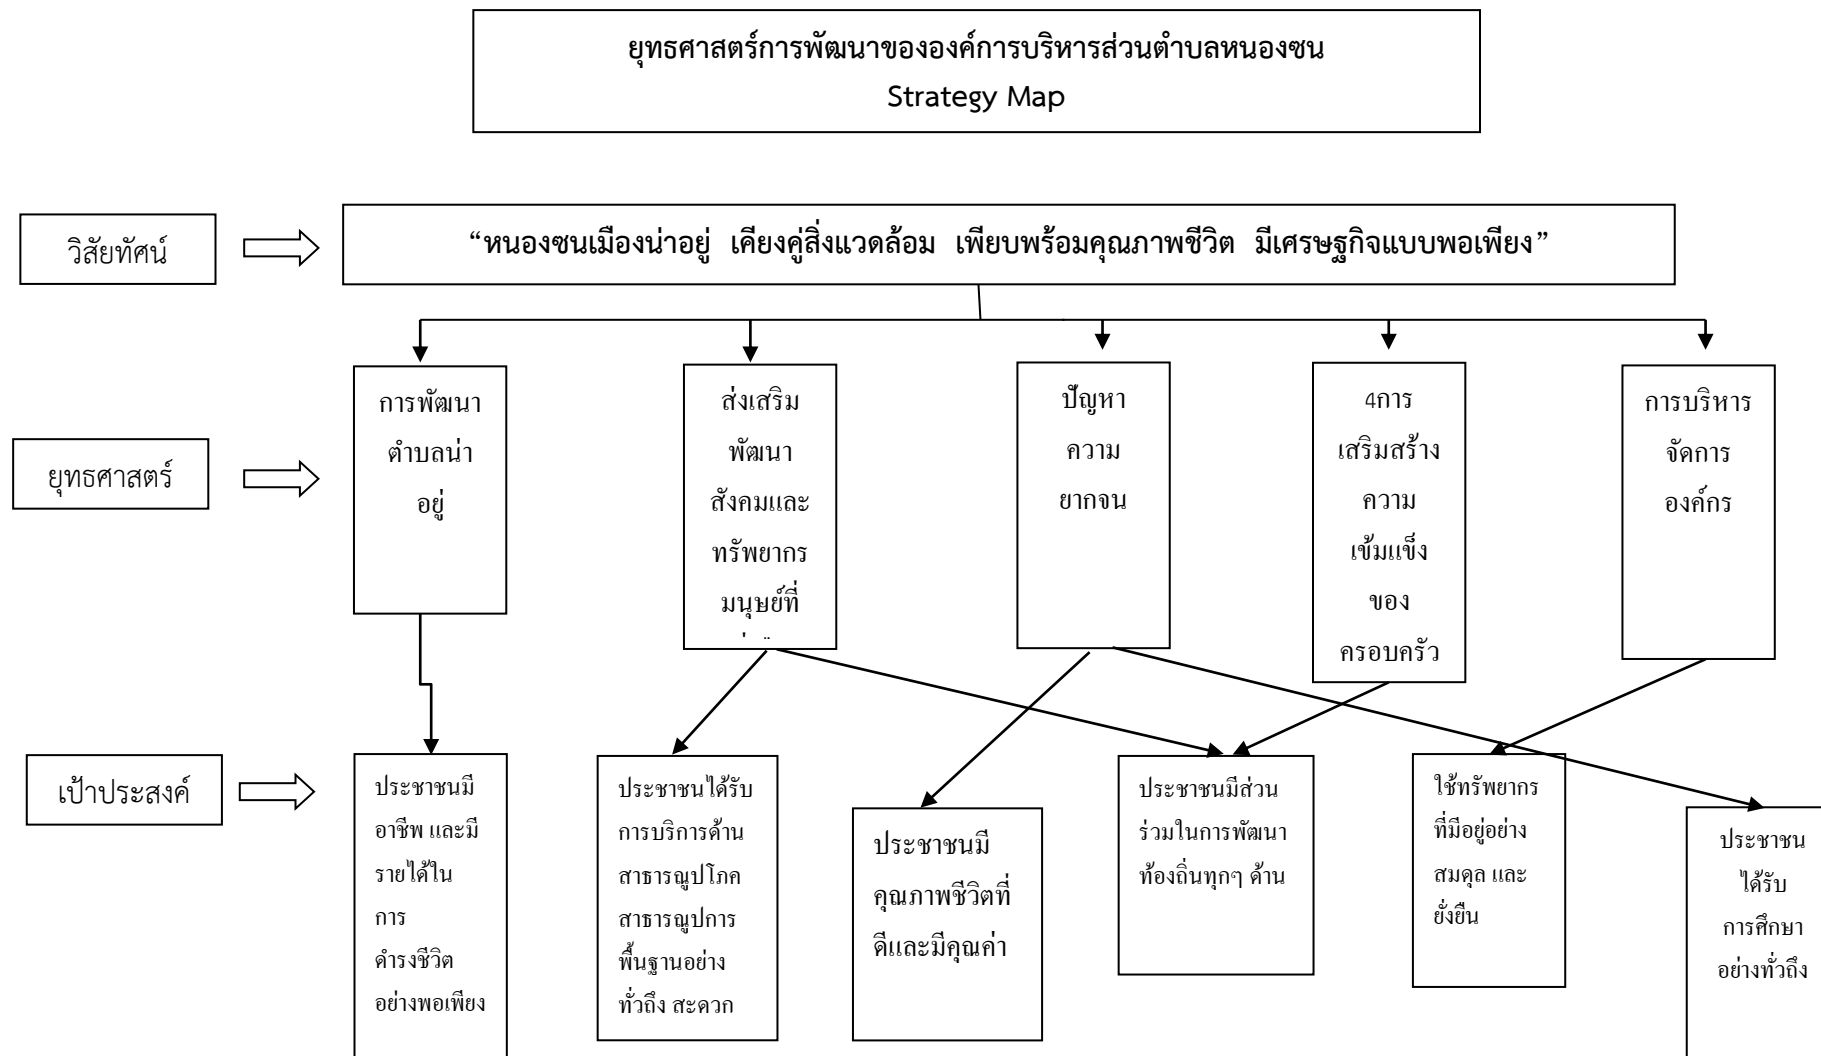 ยุทธศาสตร์การพัฒนาขององค์การบริหารส่วนตำบลหนองซน
Strategy Map
วิสัยทัศน์
“หนองซนเมืองน่าอยู่ เคียงคู่สิ่งแวดล้อม เพียบพร้อมคุณภาพชีวิต มีเศรษฐกิจแบบพอเพียง”
ยุทธศาสตร์
การพัฒนา
ตำบลน่า
อยู่
ส่งเสริม
พัฒนา
สังคมและ
ทรัพยากร
มนุษย์ที่
ปัญหา
ความ
ยากจน
4การ
เสริมสร้าง
ความ
เข้มแข็ง
ของ
ครอบครัว
การบริหาร
จัดการ
องค์กร
เป้าประสงค์
ประชาชนมี
อาชีพ และมี
รายได้ใน
การ
ดำรงชีวิต
อย่างพอเพียง
ประชาชนได้รับ
การบริการด้าน
สาธารณูปโภค
สาธารณูปการ
พื้นฐานอย่าง
ทั่วถึง สะดวก
ประชาชนมี
คุณภาพชีวิตที่
ดีและมีคุณค่า
ประชาชนมีส่วน
ร่วมในการพัฒนา
ท้องถิ่นทุกๆ ด้าน
ใช้ทรัพยากร
ที่มีอยู่อย่าง
สมดุล และ
ยั่งยืน
ประชาชน
ได้รับ
การศึกษา
อย่างทั่วถึง